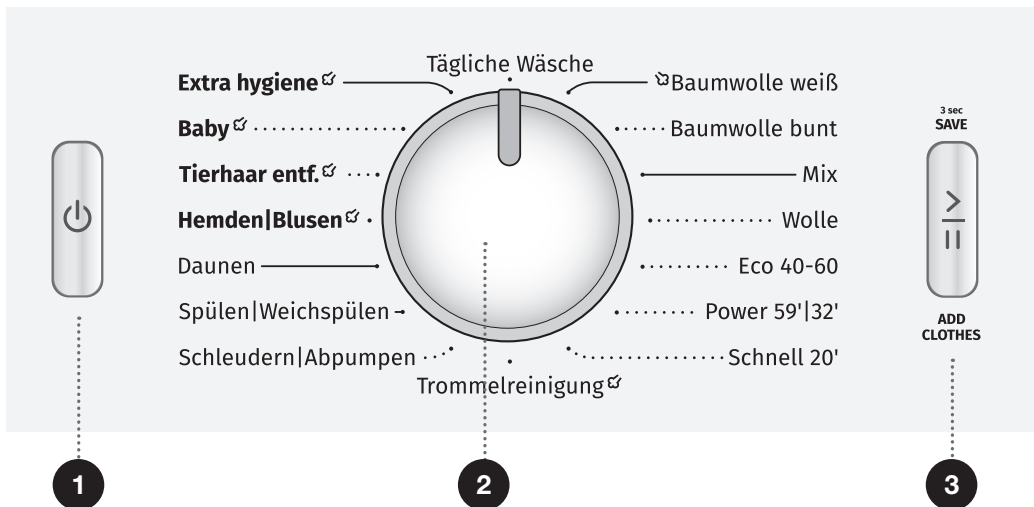 Tägliche Wäsche
Extra hygiene
Baby
Tierhaar entf.
Hemden|Blusen
Daunen
Spülen|Weichspülen
Schleudern|Abpumpen
Trommelreinigung
Baumwolle weiß
Baumwolle bunt
Mix
Wolle
Eco 40-60
Power 59'|32'
Schnell 20'
3 sec
SAVE
ADD
CLOTHES
1
2
3